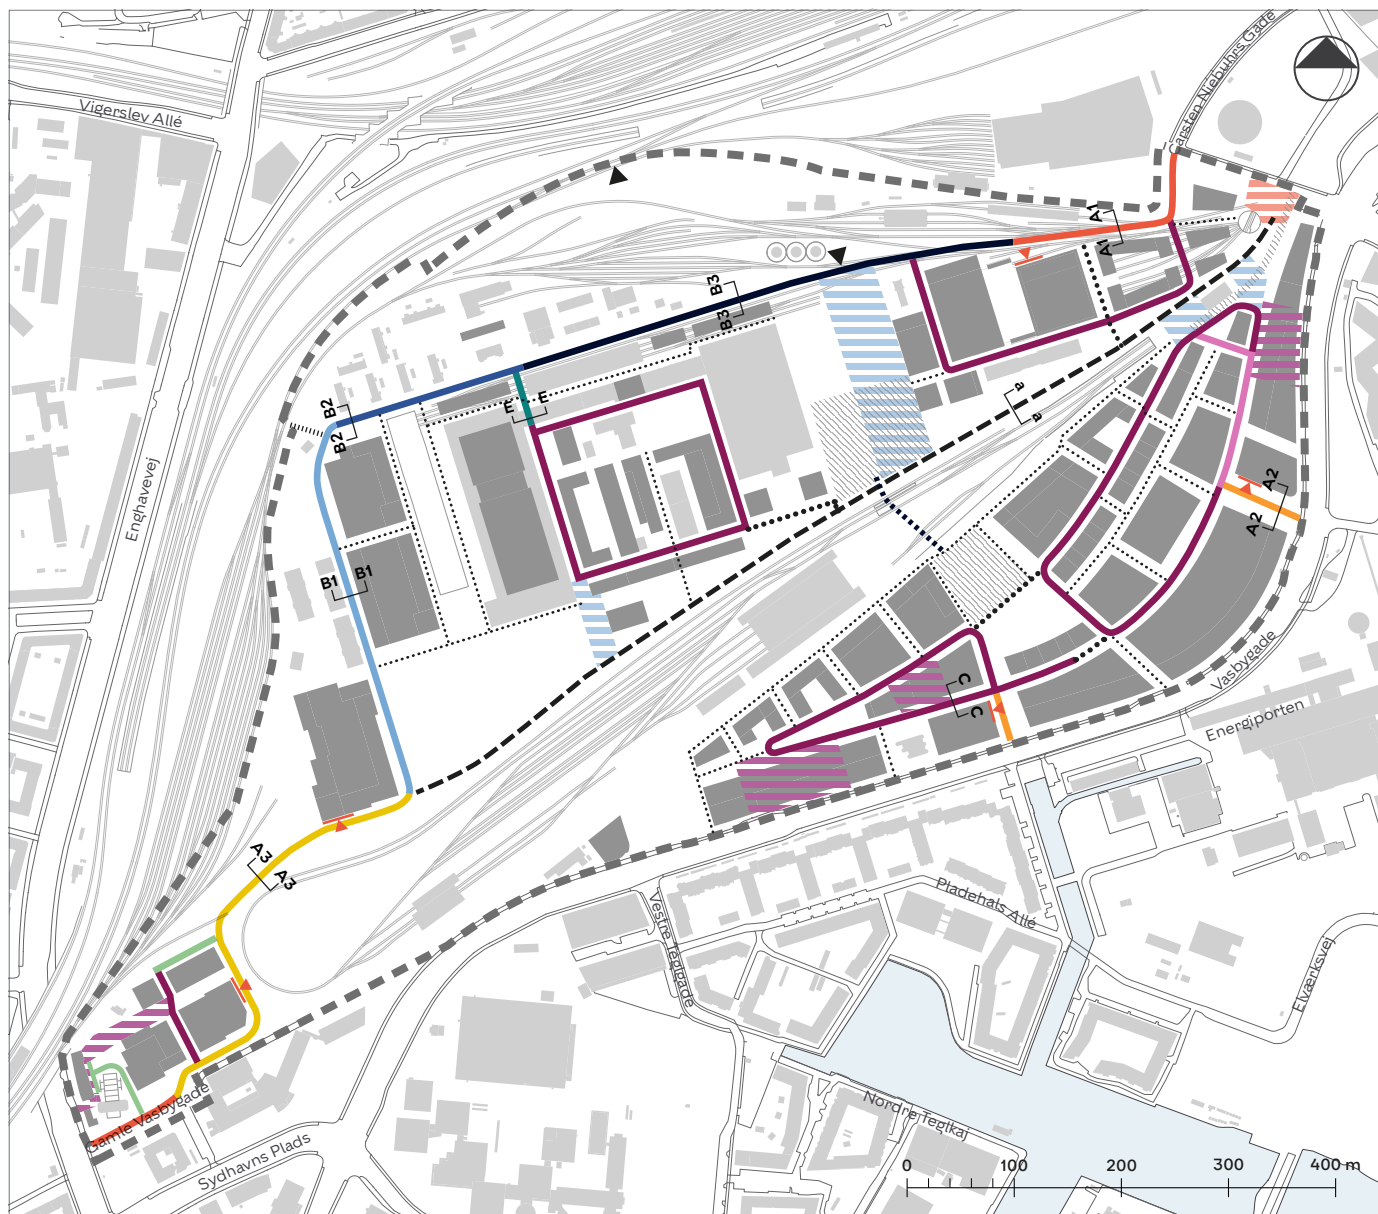 Carsten Niebuhrs Gade
Vigerslev Allé
A1
A1
B3
B3
a
a
B2
B2
E
E
A2
A2
Enghavevej
B1
B1
Vasbygade
C
C
Energiporten
A3
A3
Pladehals Allé
Vestre Teglgade
Elværksvej
Gamle Vasbygade
Nordre Teglkaj
Sydhavns Plads
0 100 200 300 400 m